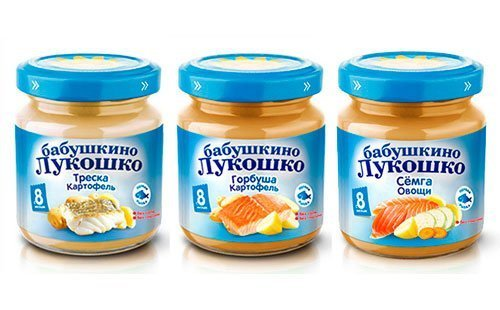 бабушкино
Лукошко
Треска
Картофель
8
бабушкино
Лукошко
Горбуша
Картофель
8
бабушкино
Лукошко
Сёмга
Овощи
8